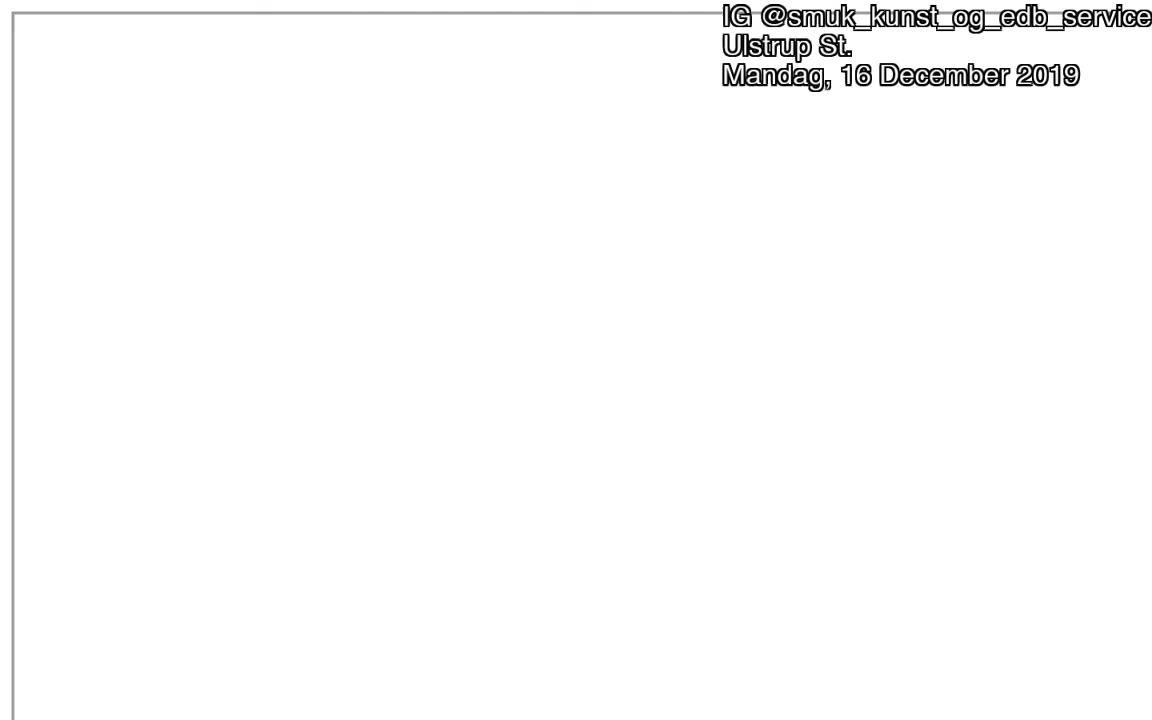 IG @smuk_kunst_og_edb_service
Ulstrup St.
Mandag, 16 December 2019